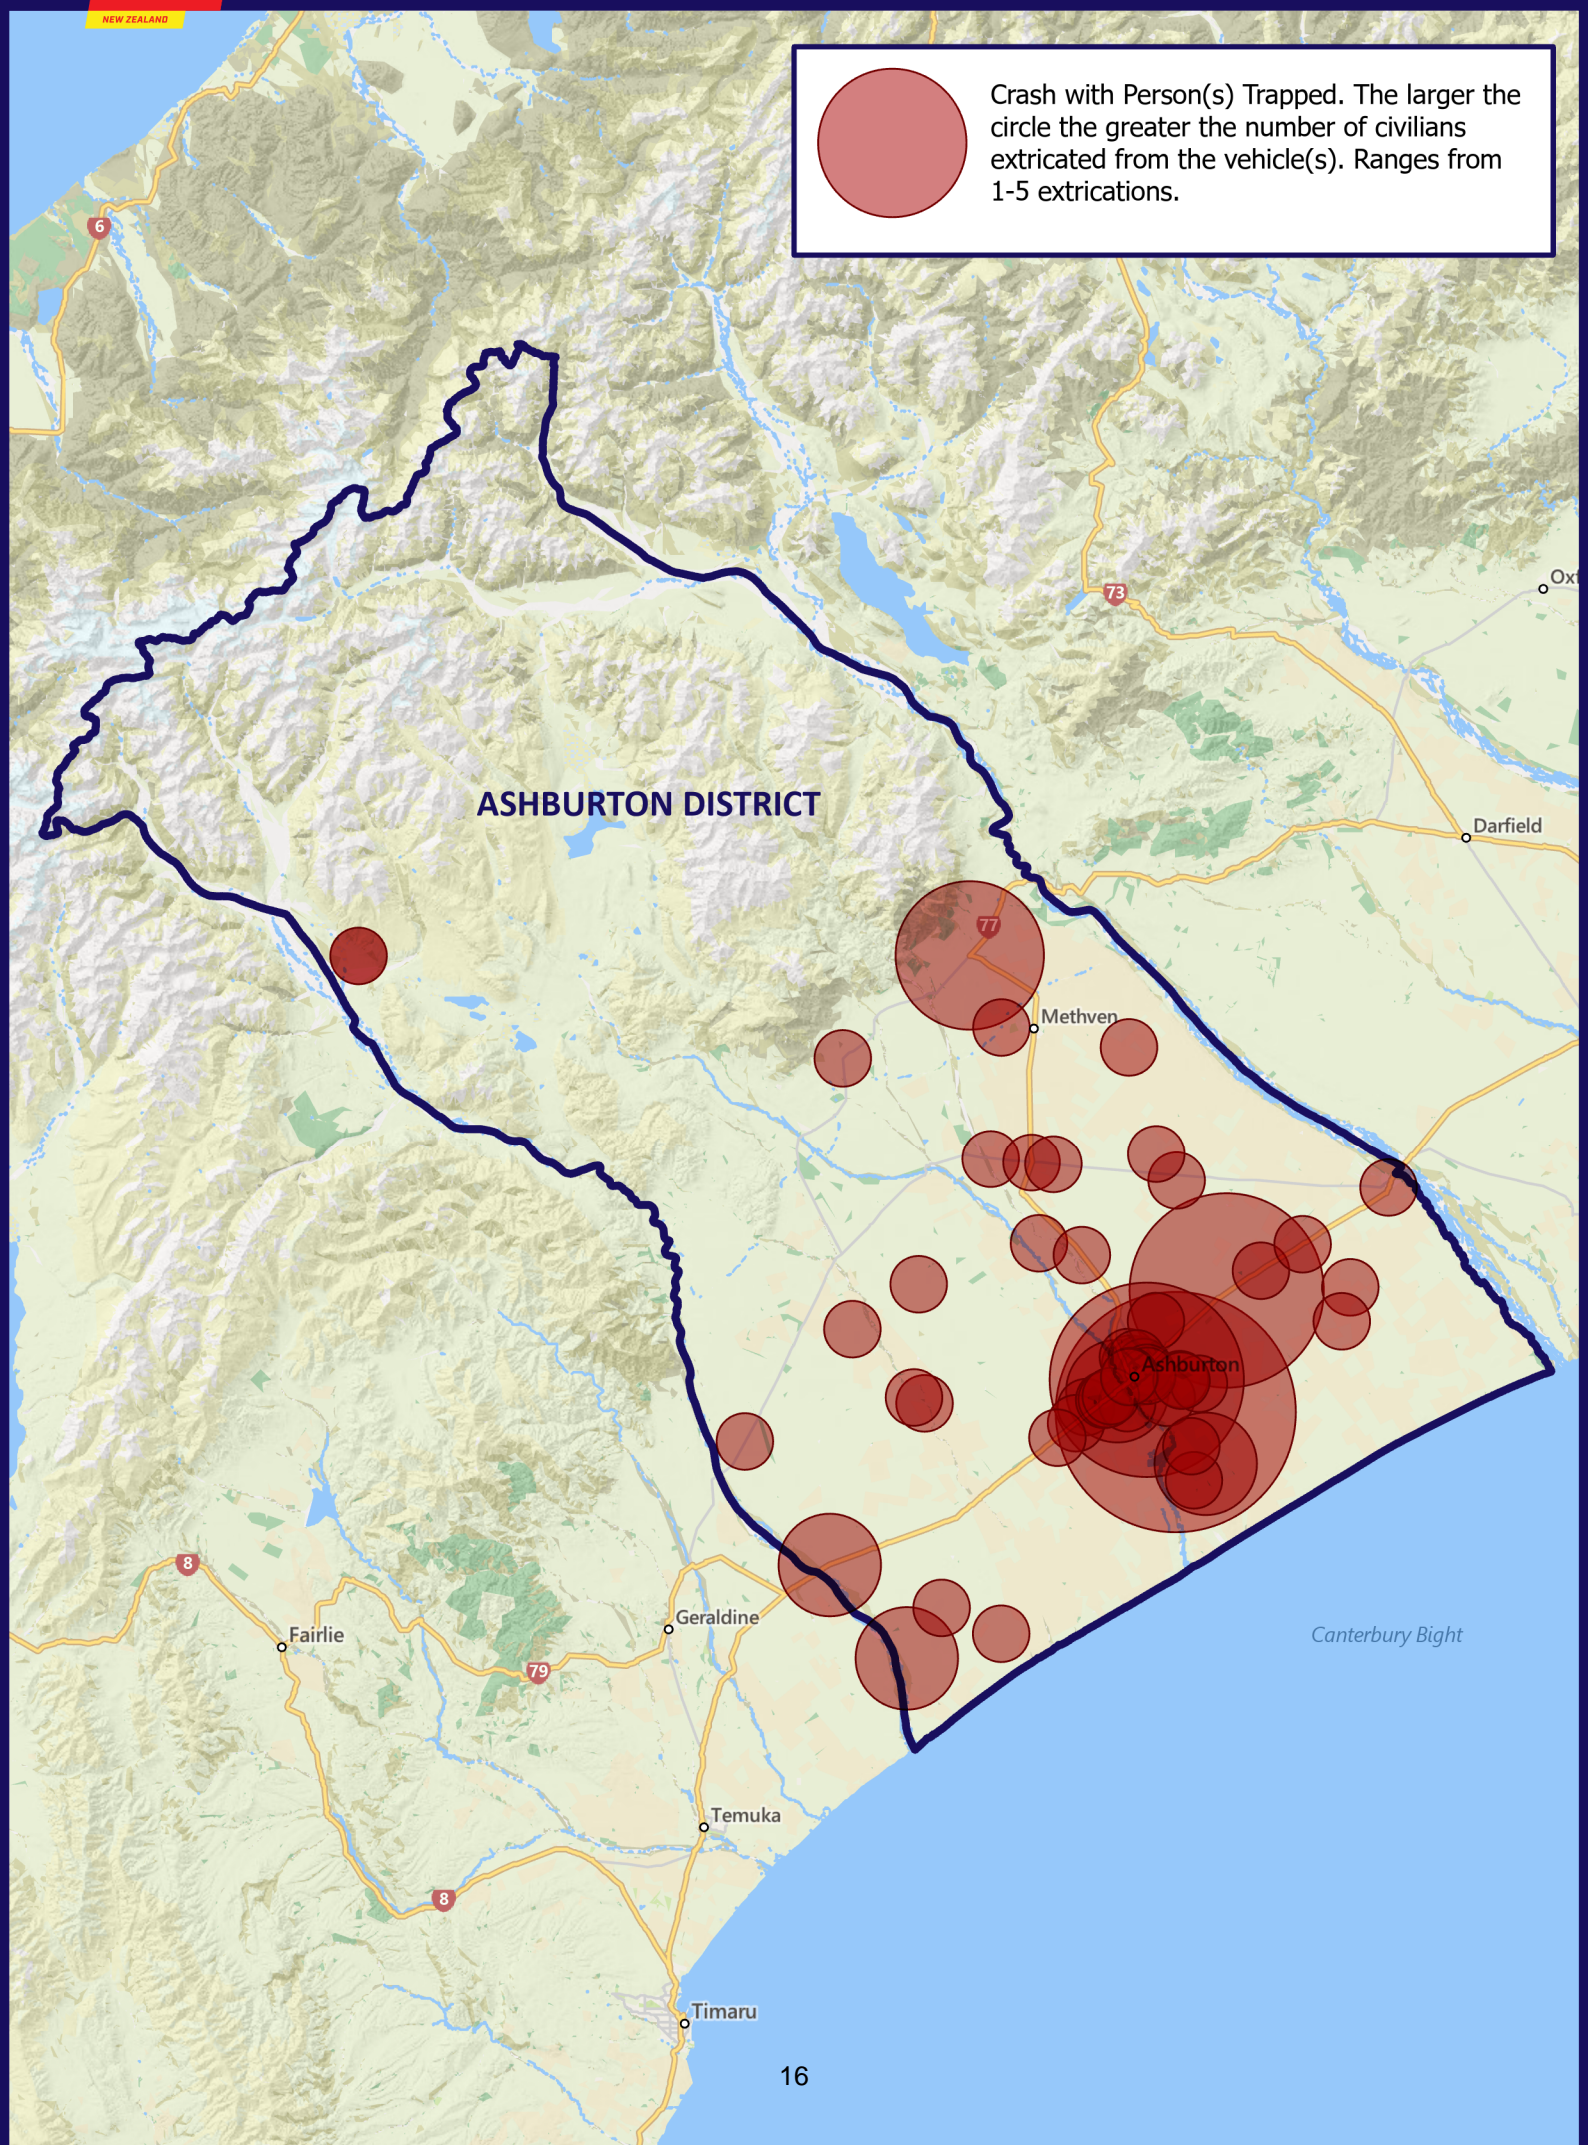 NEW ZEALAND
Crash with Person(s) Trapped. The larger the
circle the greater the number of civilians
extricated from the vehicle(s). Ranges from
1-5 extrications.
6
73
Oxf
ASHBURTON DISTRICT
Darfield
77
Methven
Ashburton
8
Geraldine
Fairlie
Canterbury Bight
79
Temuka
8
Timaru
16